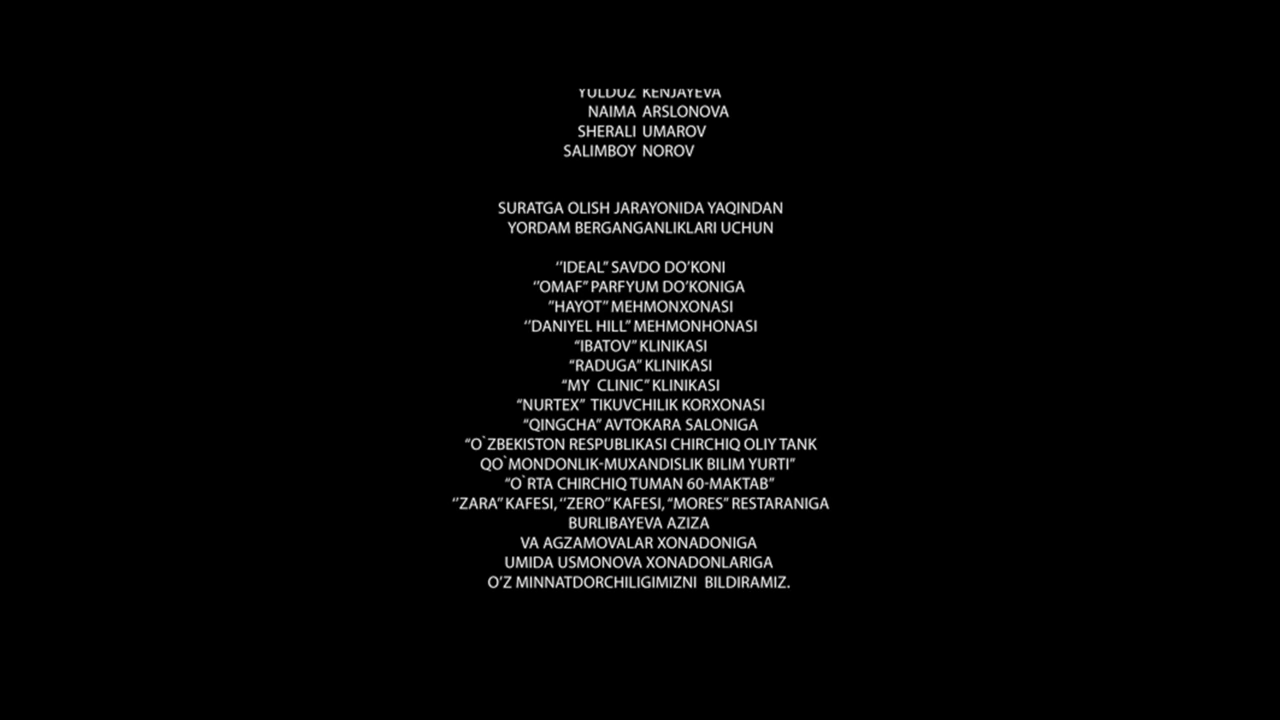 YULDUZ KENJAYEVA
NAIMA ARSLONOVA
SHERALI UMAROV
SALIMBOY NOROV
SURATGA OLISH JARAYONIDA YAQINDAN
YORDAM BERGANGANLIKLARI UCHUN
‘’IDEAL” SAVDO DO’KONI
‘’OMAF” PARFYUM DO’KONIGA
”HAYOT” MEHMONXONASI
‘’DANIYEL HILL” MEHMONHONASI
“IBATOV” KLINIKASI
“RADUGA” KLINIKASI
“MY CLINIC” KLINIKASI
“NURTEX” TIKUVCHILIK KORXONASI
“QINGCHA” AVTOKARA SALONIGA
“O`ZBEKISTON RESPUBLIKASI CHIRCHIQ OLIY TANK
QO`MONDONLIK-MUXANDISLIK BILIM YURTI”
“O`RTA CHIRCHIQ TUMAN 60-MAKTAB”
‘’ZARA” KAFESI, ‘’ZERO” KAFESI, “MORES” RESTARANIGA
BURLIBAYEVA AZIZA
VA AGZAMOVALAR XONADONIGA
UMIDA USMONOVA XONADONLARIGA
O’Z MINNATDORCHILIGIMIZNI BILDIRAMIZ.